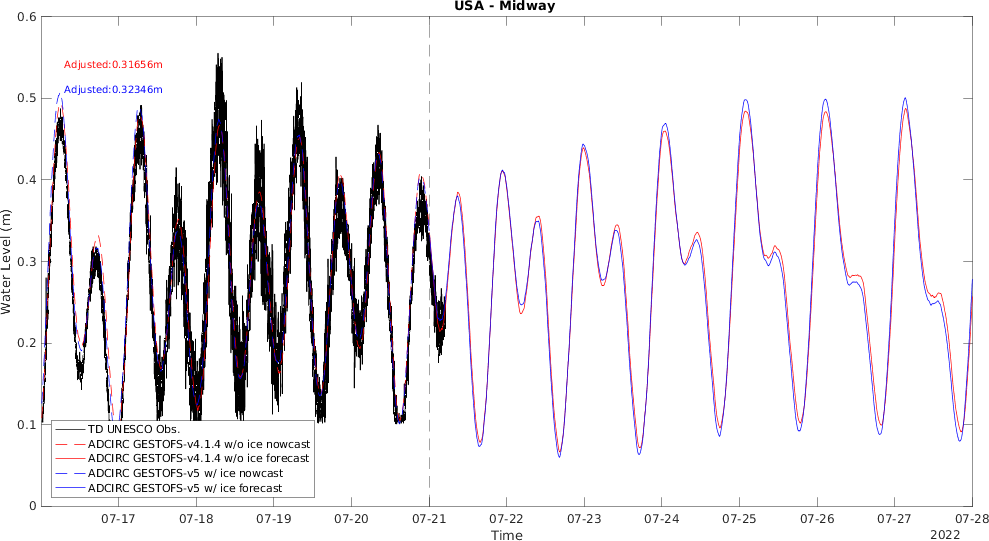 USA - Midway
0.6
0.5
0.4
0.3
0.2
0.1
0
Water Level (m)
Adjusted:0.31656m
Adjusted:0.32346m
TD UNESCO Obs.
ADCIRC GESTOFS-v4.1.4 w/o ice nowcast
ADCIRC GESTOFS-v4.1.4 w/o ice forecast
ADCIRC GESTOFS-v5 w/ ice nowcast
ADCIRC GESTOFS-v5 w/ ice forecast
07-17 07-18 07-19 07-20 07-21 07-22 07-23 07-24 07-25 07-26 07-27 07-28
Time
2022